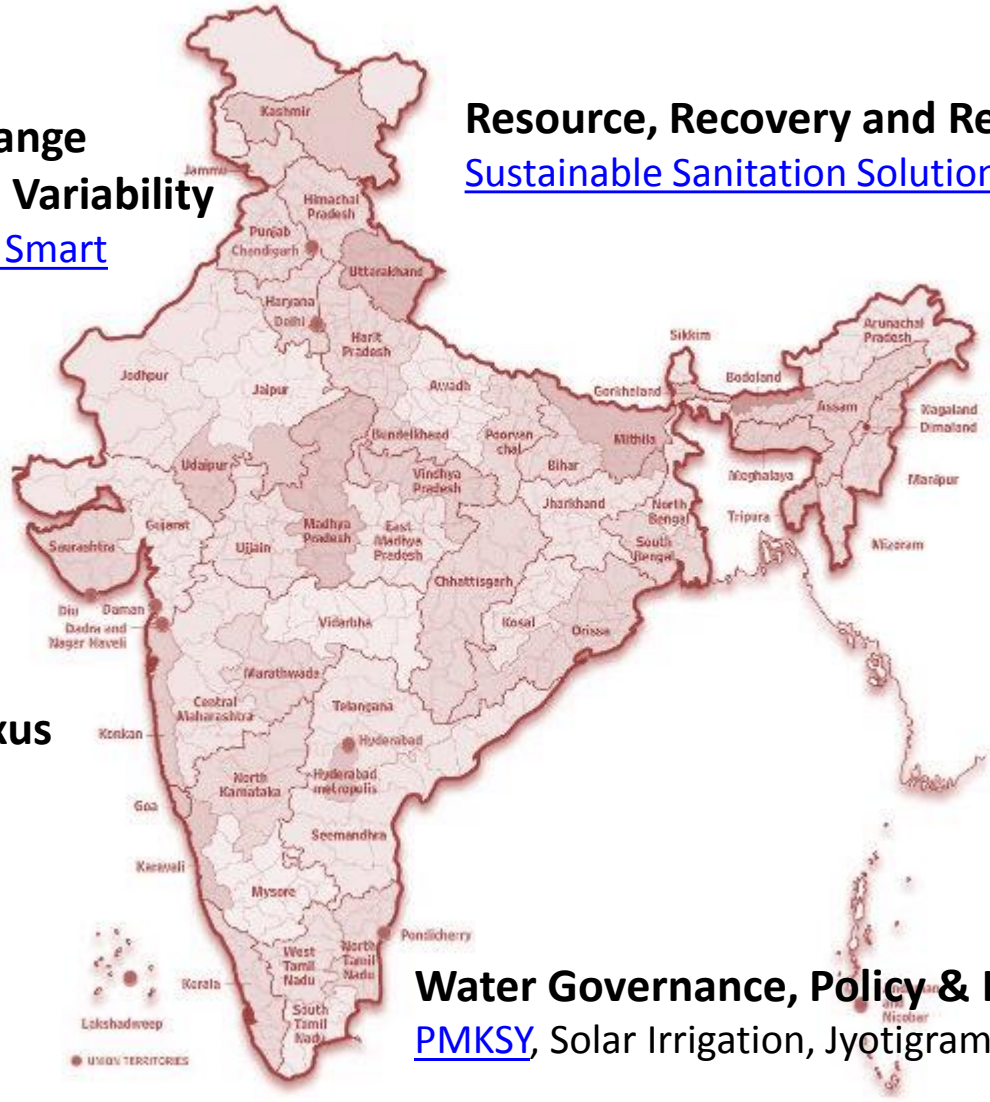 Kashmir
Resource, Recovery and Re
ange
Sustainable Sanitation Solution
Jammu
Variability
Himachal
Pradesh
Smart
Punjab
Chandigarh
Uttarakhand
Haryana
Delhi
Harit
Pradesh
Sikkim
Arunachal
Pradesh
Jodhpur
Jaipur
Awadh
Gorkheland
Bodoland
Assam
Nagaland
Dimaland
Bundelkhand
Poorvan
chal
Mithila
Udaipur
Vindhya
Pradesh
Bihar
Meghalaya
Manipur
Jharkhand
North
Bengal
Tripura
Gujarat
Madhya
Pradesh
East
Madhya
Pradesh
Saurashtra
Ujjain
South
Bengal
Mizoram
Chhattisgarh
Diu
Daman
Dadra and
Nager Haveli
Vidarbha
Kosal
Orissa
Marathwada
Central
Maharashtra
Telangana
xus
Konkan
Hyderabad
North
Karnataka
Hyderabad
metropolis
Goa
Seemandhra
Karavali
Mysore
Pondicherry
West
Tamil
Nadu
North
Tamil
Nadu
Kerala
Water Governance, Policy &
and
Nicobar
South
Tamil
Nadu
Lakshadweep
PMKSY, Solar Irrigation, Jyotigram
UNION TERRITORIES